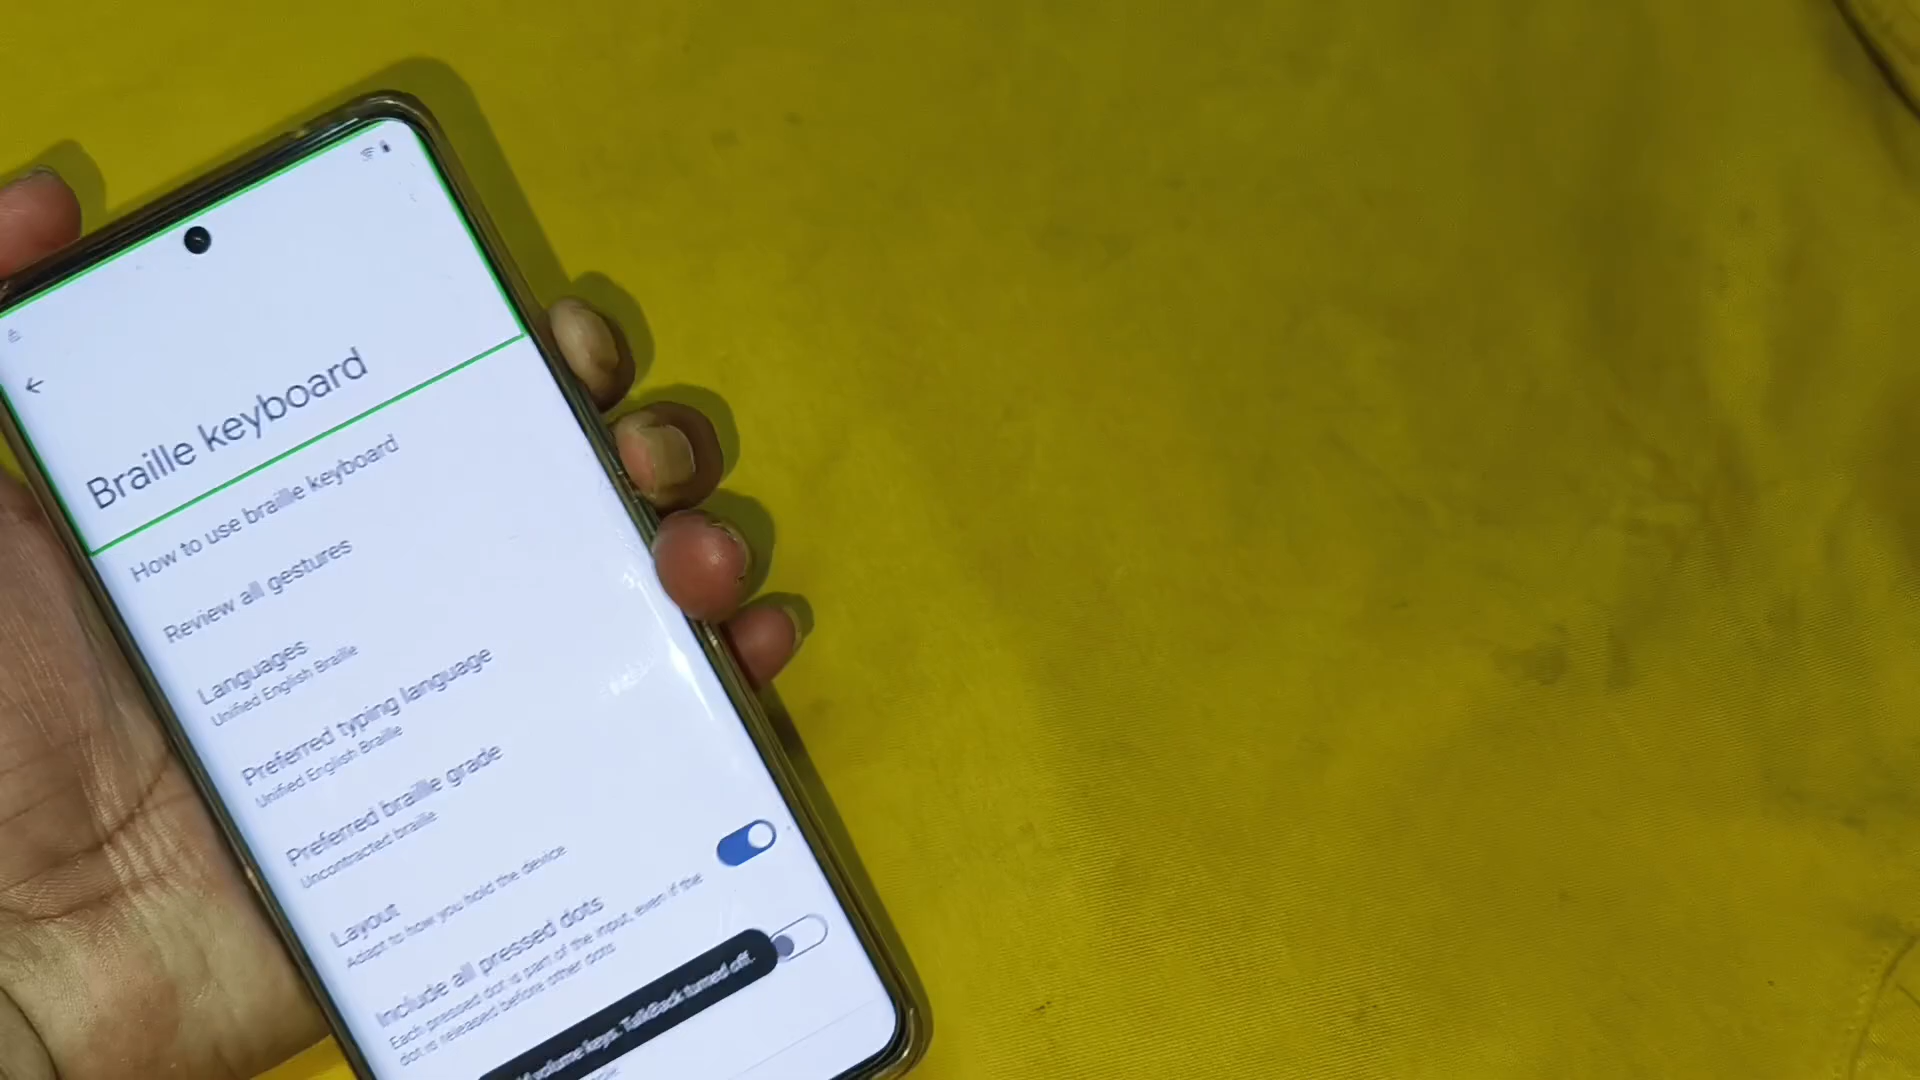 Braille keyboard
How to use braille keyboard
Review all gestures
Languages
Unified English Braille
Preferred typing language
Unified English Braille
Preferred braille grade
Uncontracted braille
Layout
Adapt to how you hold the device
Include all pressed dots
Each pressed dot is part of the input, even if the
dot is released before other dots
volume keys. TalkBack turned off.